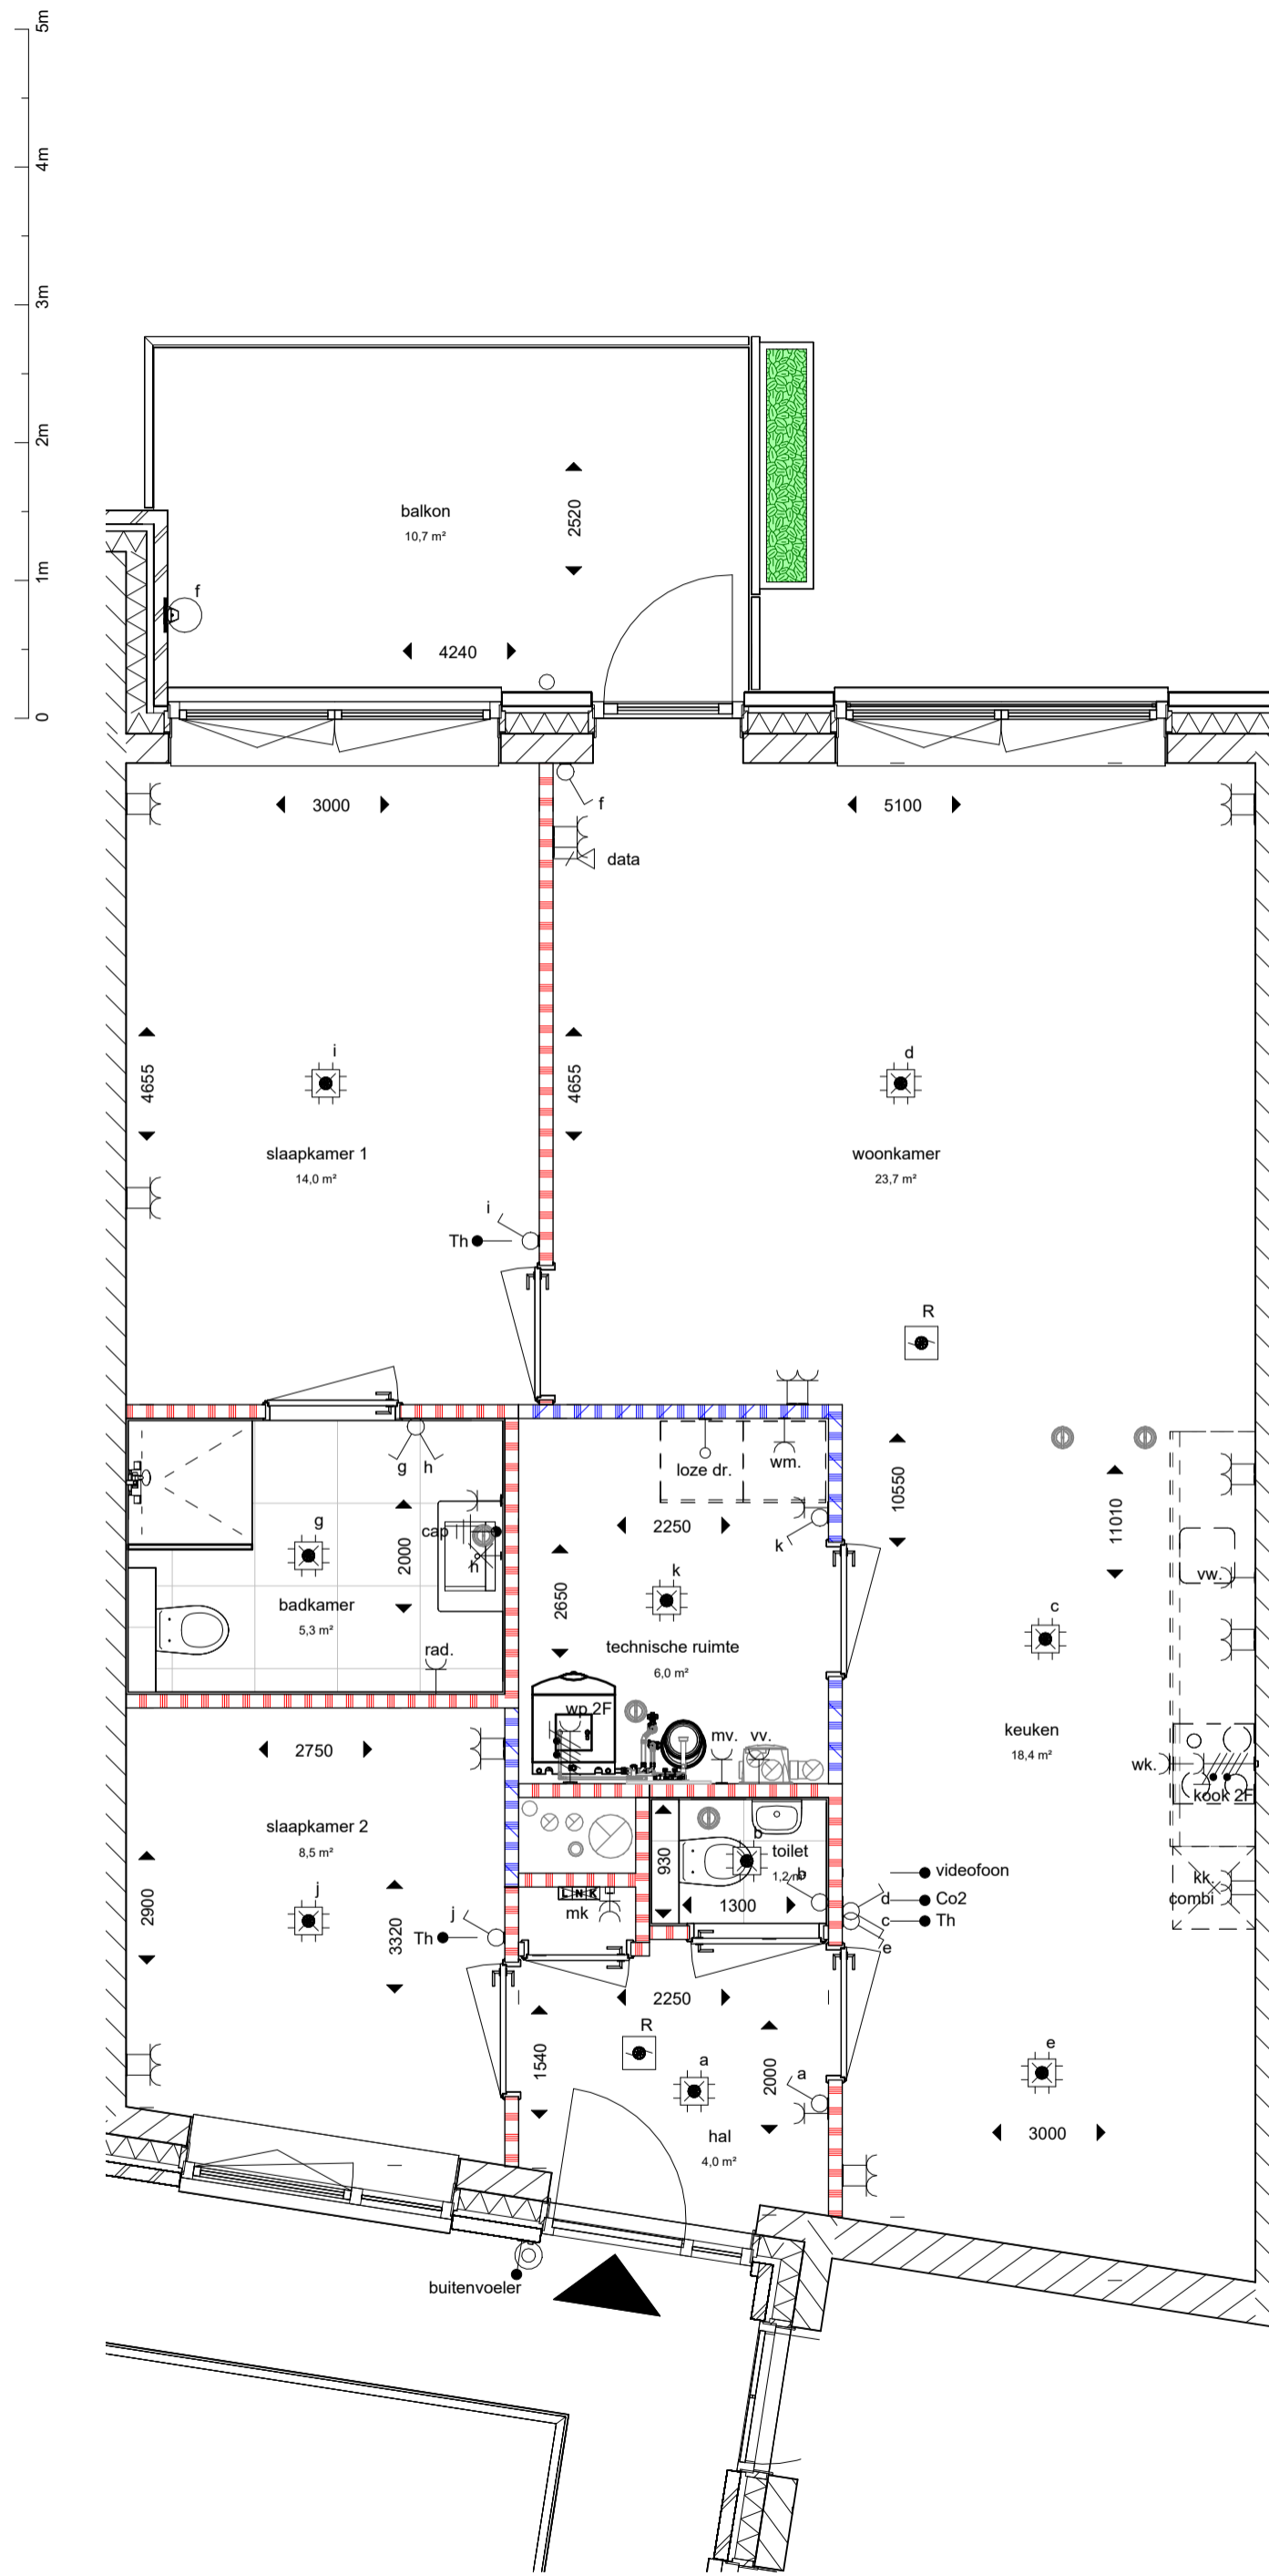 5m
4m
3m
2m
1m
0
balkon
10,7 m²
2520
4240
f
f
data
3000
5100
4655
4655
i
d
slaapkamer 1
14,0 m²
woonkamer
23,7 m²
i
Th
R
g h
loze dr.
wm.
10550
11010
cap
2000
g
h
2250
k
2650
k
vw.
c
badkamer
5,3 m²
rad.
technische ruimte
6,0 m²
wp 2F
mv.
vv.
keuken
18,4 m²
wk.
kook 2F
2750
slaapkamer 2
8,5 m²
930
b
toilet
1,2 m²
b
1300
videofoon
d
Co2
c
Th
e
kk.
combi
2900
j
3320
j
Th
L N K
mk
2250
R
a
1540
2000
a
e
hal
4,0 m²
3000
buitenvoeler